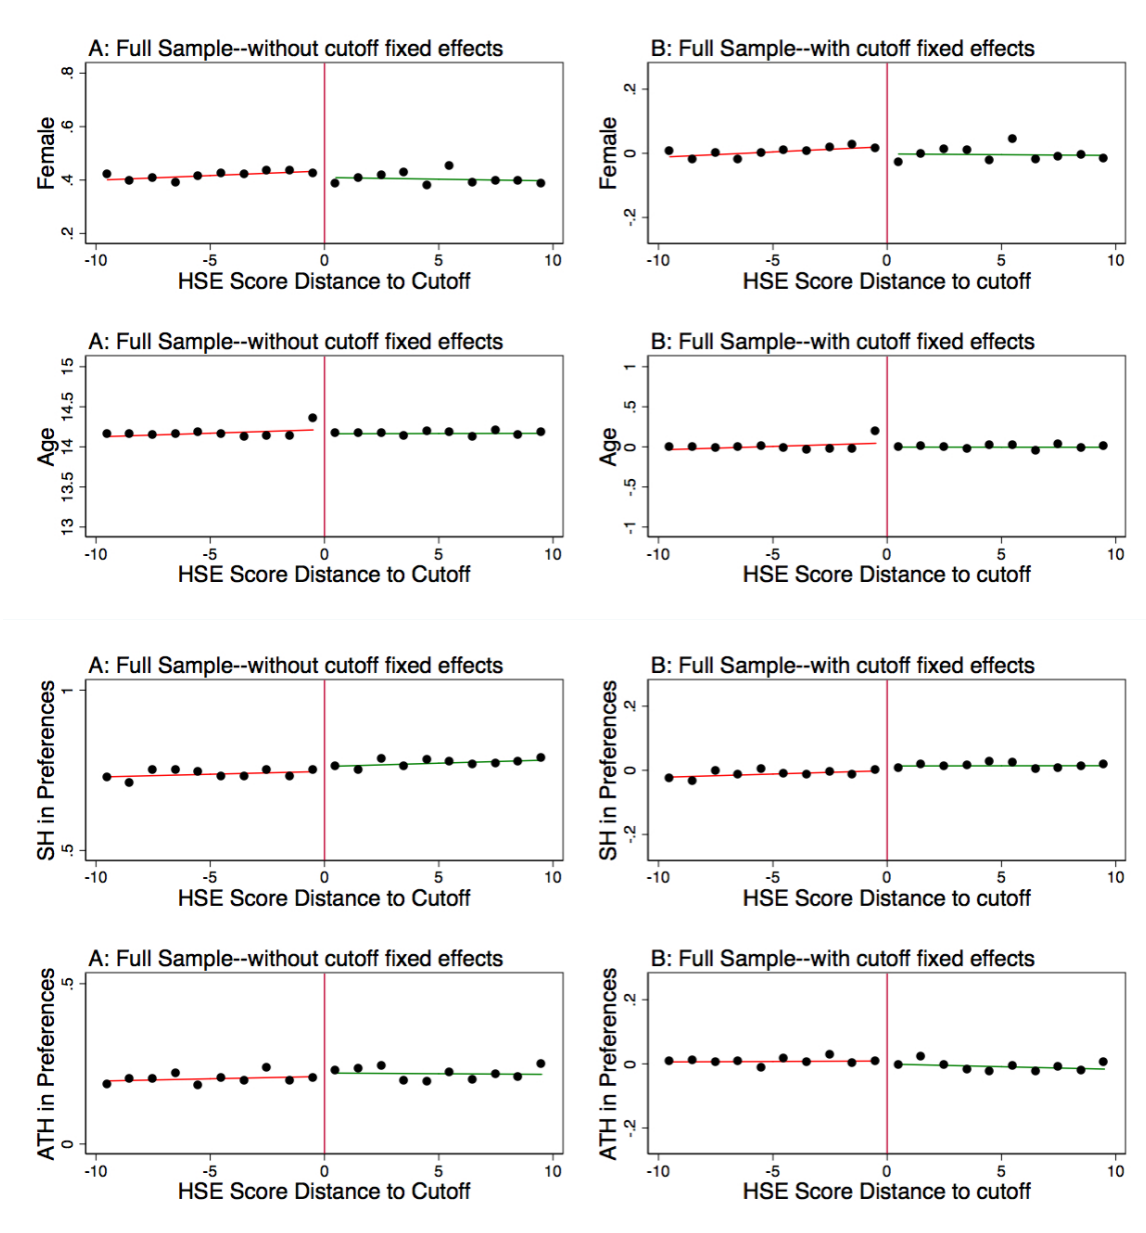 A: Full Sample--without cutoff fixed effects
Female
.2 .4 .6 .8
-10 -5 0 5 10
HSE Score Distance to Cutoff
B: Full Sample--with cutoff fixed effects
Female
-.2 0 .2
-10 -5 0 5 10
HSE Score Distance to cutoff
A: Full Sample--without cutoff fixed effects
Age
13 13.5 14 14.5 15
-10 -5 0 5 10
HSE Score Distance to Cutoff
B: Full Sample--with cutoff fixed effects
Age
-1 -.5 0 .5 1
-10 -5 0 5 10
HSE Score Distance to cutoff
A: Full Sample--without cutoff fixed effects
SH in Preferences
.5 1
-10 -5 0 5 10
HSE Score Distance to Cutoff
B: Full Sample--with cutoff fixed effects
SH in Preferences
-.2 0 .2
-10 -5 0 5 10
HSE Score Distance to cutoff
A: Full Sample--without cutoff fixed effects
ATH in Preferences
0 .5
-10 -5 0 5 10
HSE Score Distance to Cutoff
B: Full Sample--with cutoff fixed effects
ATH in Preferences
-.2 0 .2
-10 -5 0 5 10
HSE Score Distance to cutoff